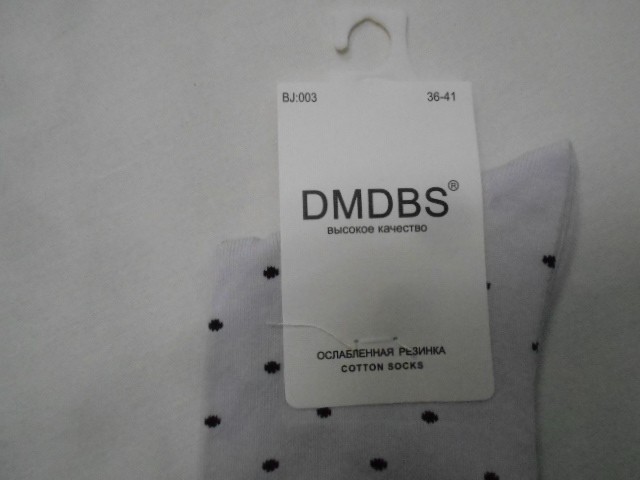 BJ:003 36-41
DMDBS®
высокое качество
ОСЛАБЛЕННАЯ РЕЗИНКА
COTTON SOCKS